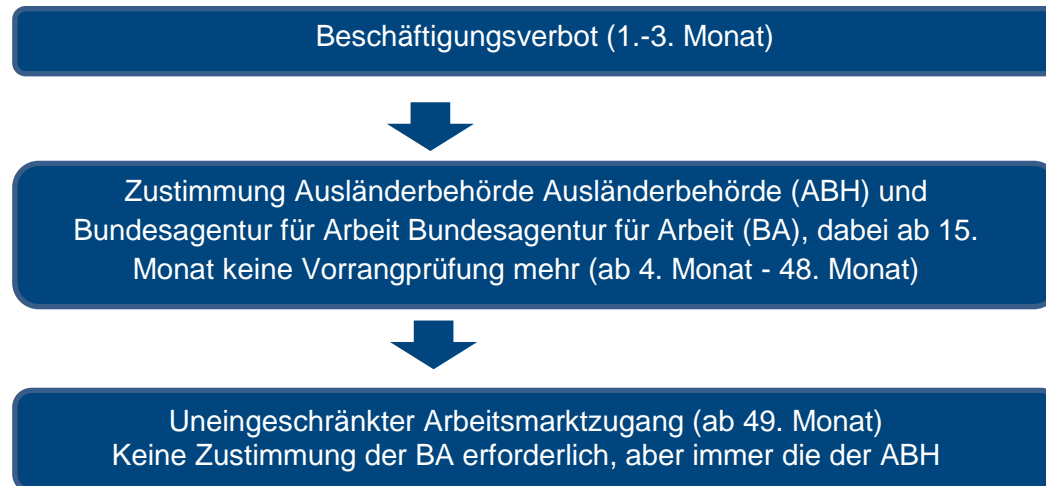 Beschäftigungsverbot (1.-3. Monat)
Zustimmung Ausländerbehörde Ausländerbehörde (ABH) und
Bundesagentur für Arbeit Bundesagentur für Arbeit (BA), dabei ab 15.
Monat keine Vorrangprüfung mehr (ab 4. Monat - 48. Monat)
Uneingeschränkter Arbeitsmarktzugang (ab 49. Monat)
Keine Zustimmung der BA erforderlich, aber immer die der ABH